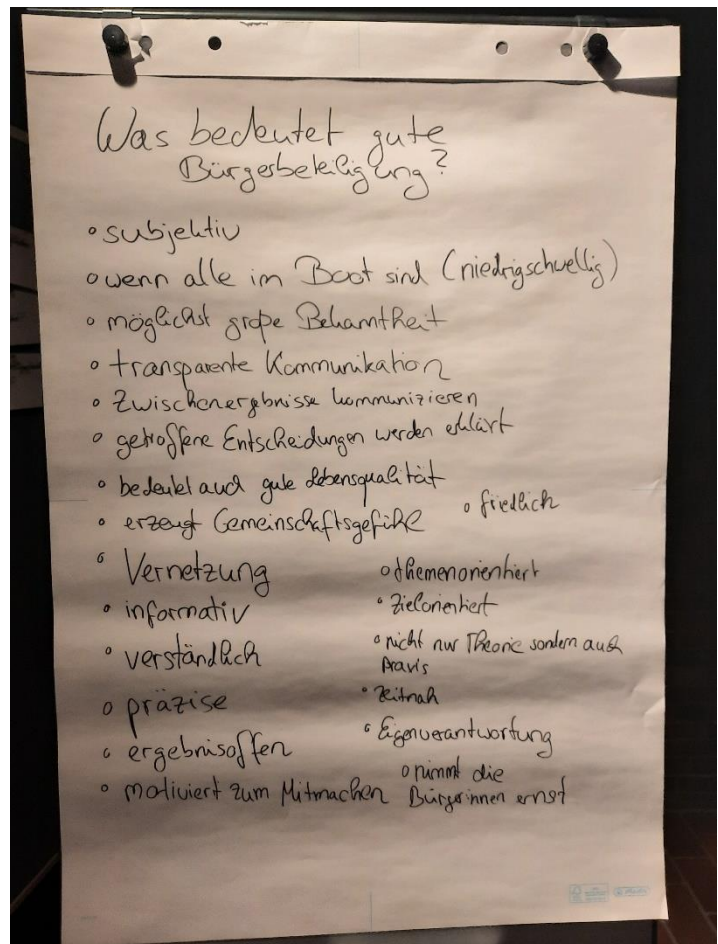 Was bedeutet gute
Bürgerbeteiligung?
subjektiv
wenn alle im Boot sind (niedrigschwellig)
möglichst große Bekanntheit
transparente Kommunikation
Zwischenergebnisse kommunizieren
getroffene Entscheidungen werden erklärt
bedeutet auch gute Lebensqualität
erzeugt Gemeinschaftsgefühl
friedlich
Vernetzung
informativ
verständlich
präzise
ergebnisoffen
motiviert zum Mitmachen
themenorientiert
zielorientiert
nicht nur Theorie sondern auch
Praxis
zeitnah
Eigenverantwortung
nimmt die
Bürgerinnen ernst